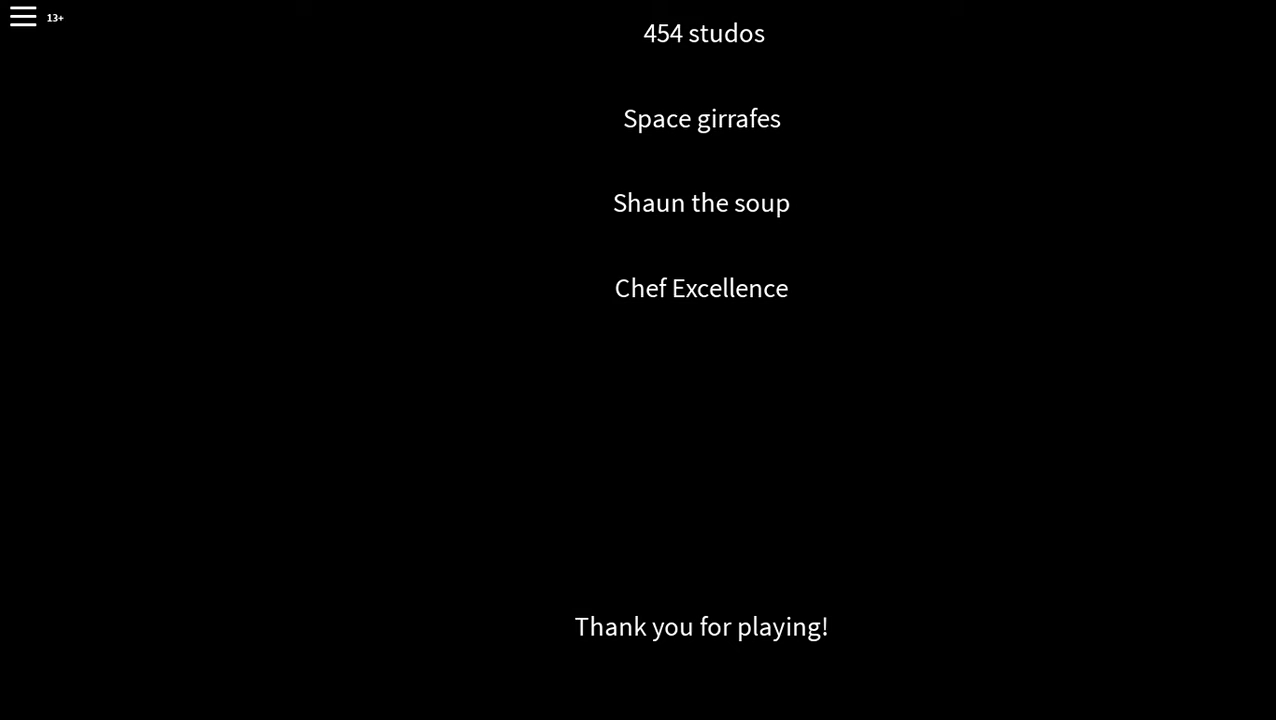 13+
454 studos
Space girrafes
Shaun the soup
Chef Excellence
Thank you for playing!